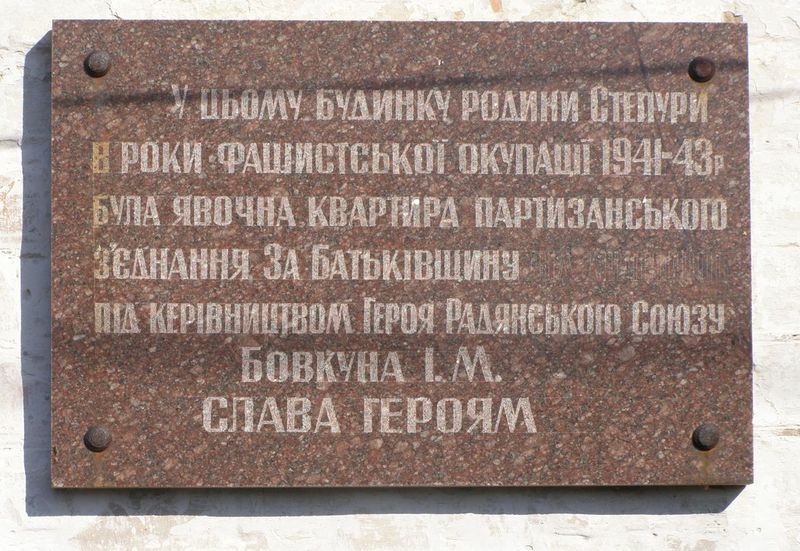 У цьому будинку родини Степури
в роки фашистської окупації 1941-43р
була явочна квартира партизанського
з'єднання За Батьківщину
під керівництвом Героя Радянського Союзу
Бовкуна І.М.
Слава героям